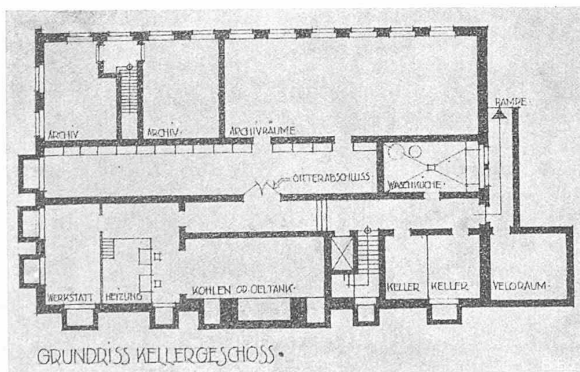 RAMPE
ARCHIV
ARCHIV
ARCHIVRÄUME
GITTERABSCHLUSS
WASCHKÜCHE
WERKSTATT
HEIZUNG
KOHLEN OD. OELTANK
KELLER
KELLER
VELORAUM
GRUNDRISS KELLERGESCHOSS